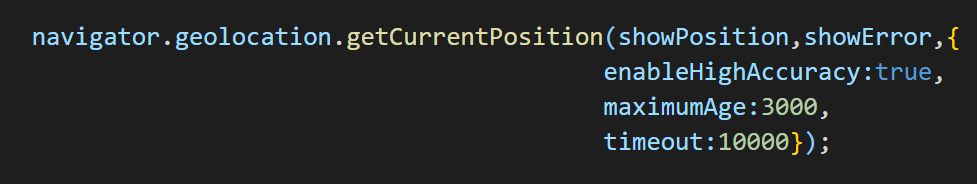 navigator.geolocation.getCurrentPosition(showPosition,showError,{
enableHighAccuracy:true,
maximumAge:3000,
timeout:10000});